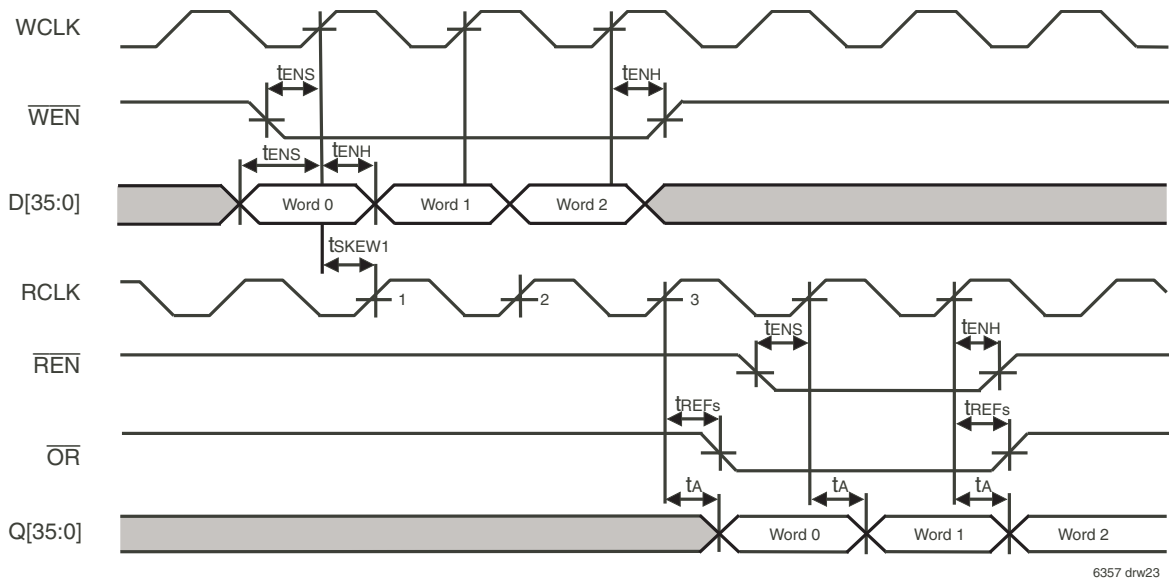 WCLK
tENS
tENH
WEN
tENS
tENH
D[35:0]
Word 0
Word 1
Word 2
tSKEW1
RCLK
1
2
3
tENS
tENH
REN
tREFs
tREFs
OR
tA
tA
tA
Q[35:0]
Word 0
Word 1
Word 2
6357 drw23